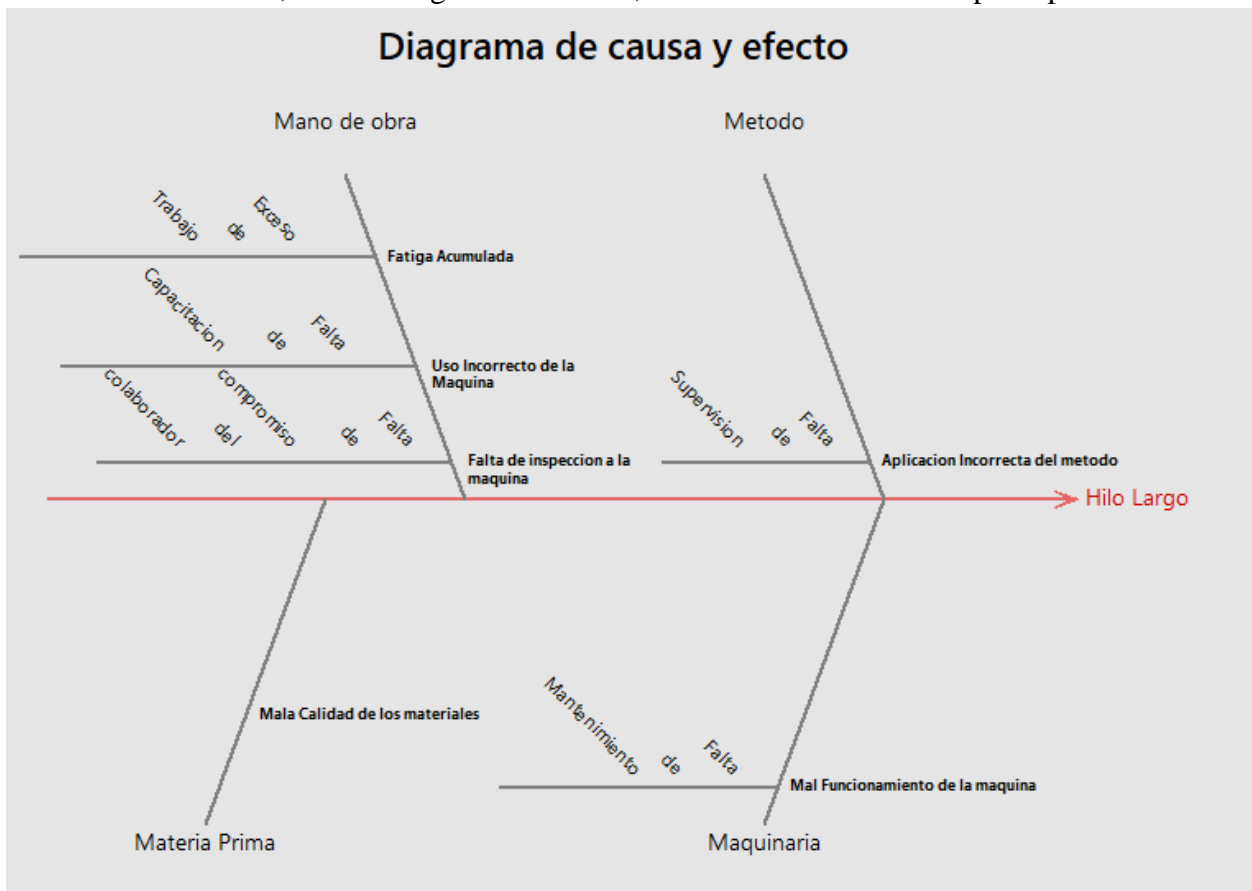 Diagrama de causa y efecto
Mano de obra
Metodo
Trabajo de Exceso
Fatiga Acumulada
Capacitacion de Falta
Uso Incorrecto de la
Maquina
colaborador del compromiso de Falta
Falta de inspeccion a la
maquina
Supervision de Falta
Aplicacion Incorrecta del metodo
Hilo Largo
Mala Calidad de los materiales
Mantenimiento de Falta
Mal Funcionamiento de la maquina
Materia Prima
Maquinaria